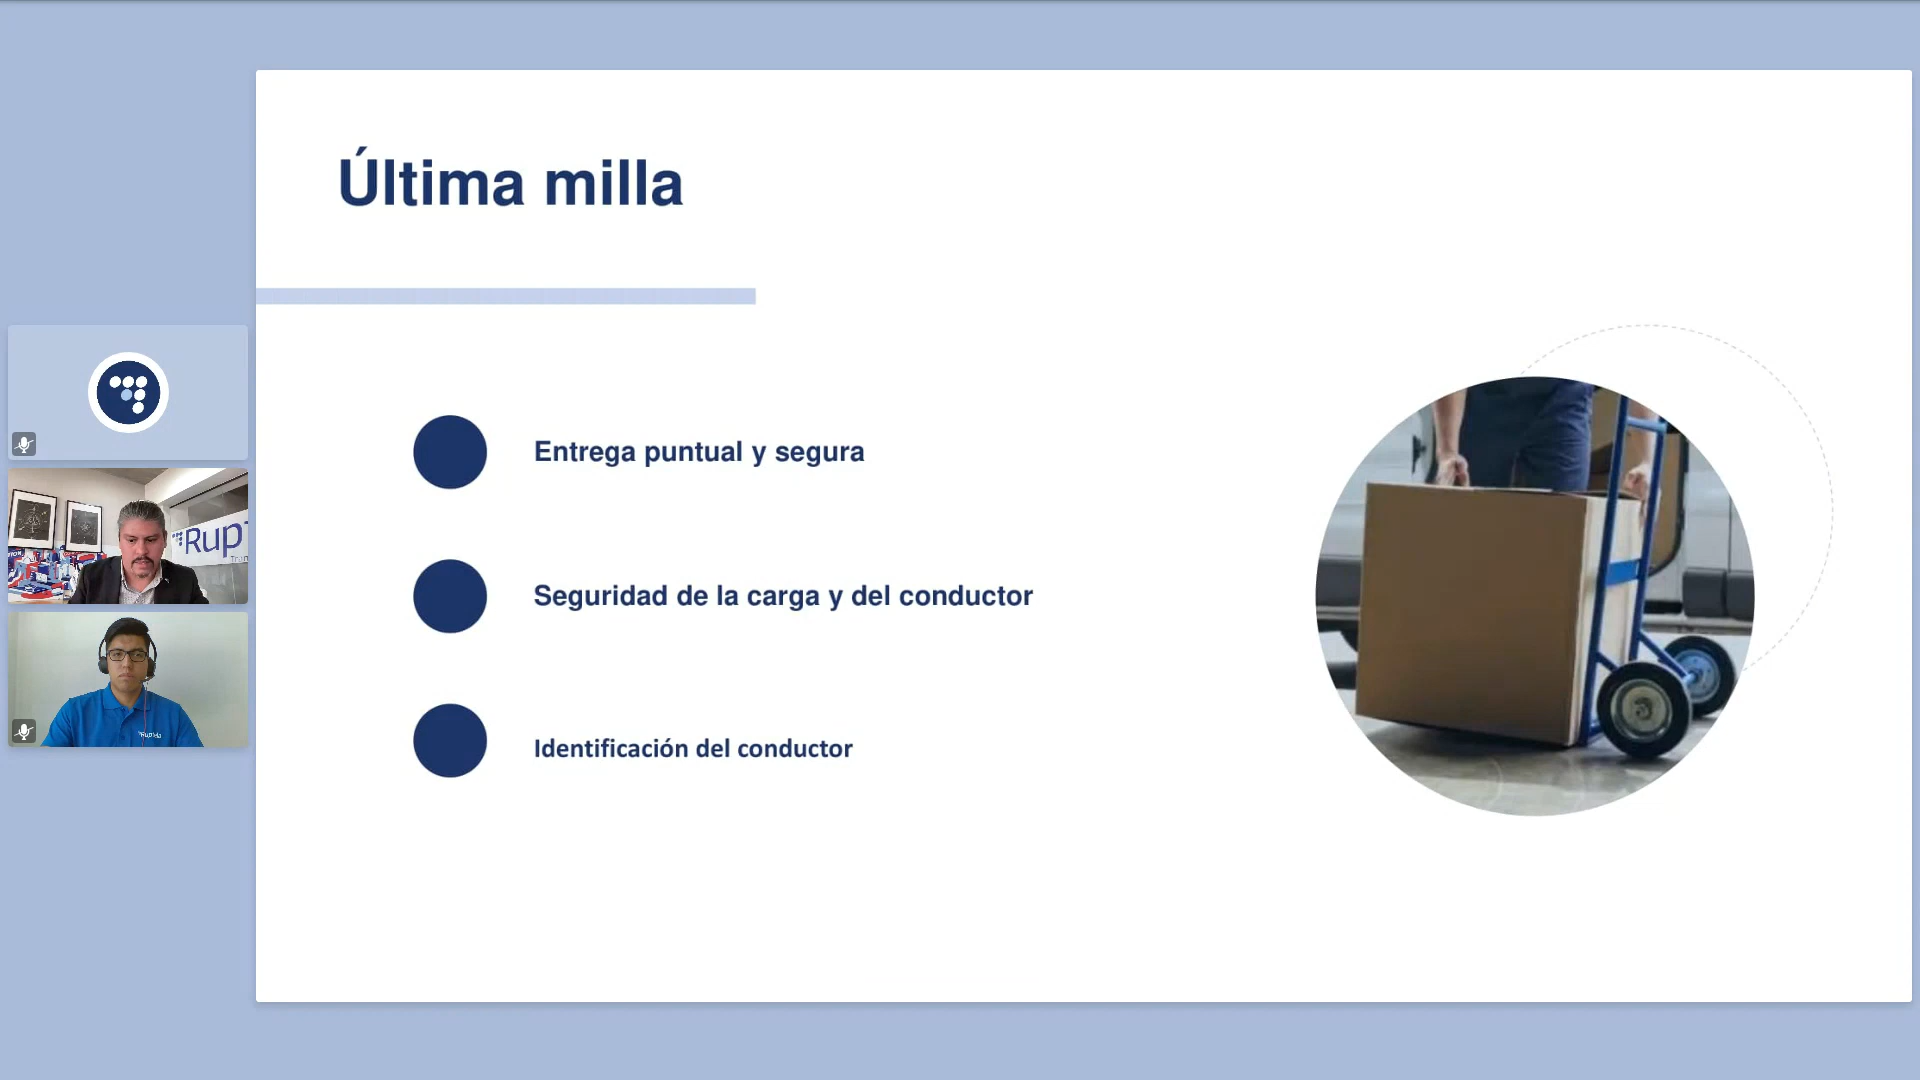 Última milla
Entrega puntual y segura
Seguridad de la carga y del conductor
Identificación del conductor